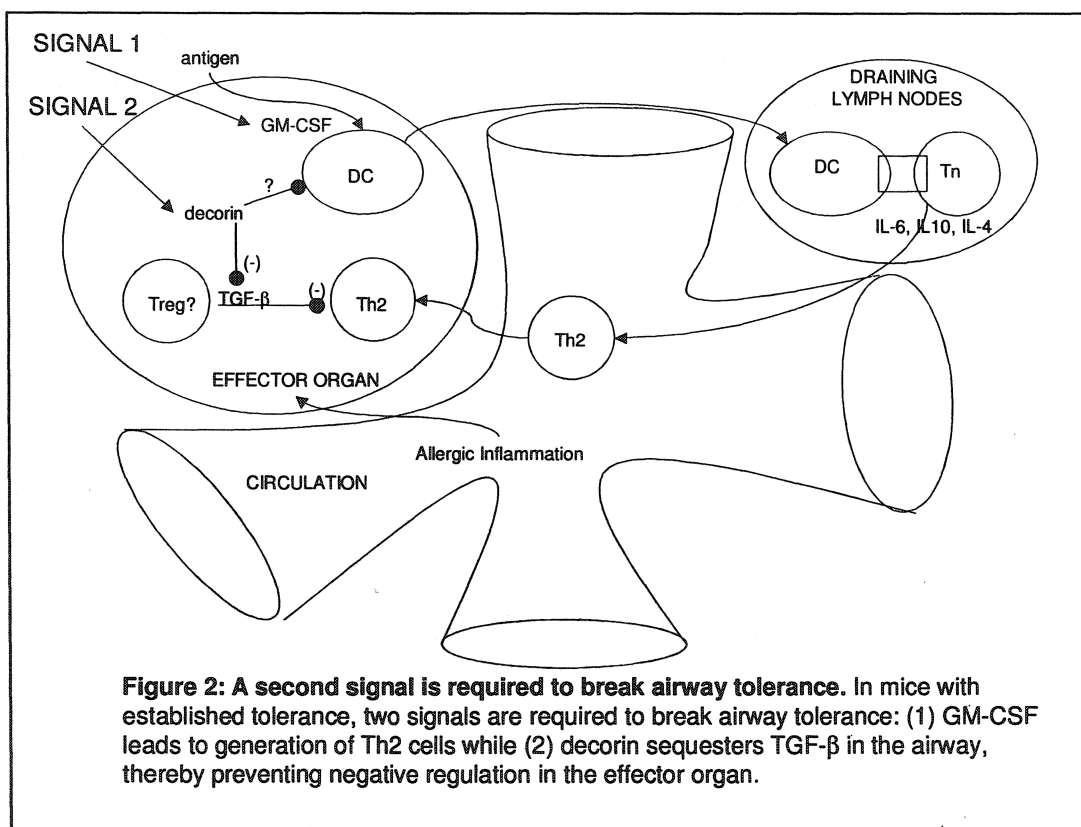 SIGNAL 1
antigen
SIGNAL 2
GM-CSF
DC
?
decorin
(-)
Treg?
TGF-β
(-)
Th2
EFFECTOR ORGAN
DRAINING
LYMPH NODES
DC
Tn
IL-6, IL10, IL-4
Th2
Allergic Inflammation
CIRCULATION
Figure 2: A second signal is required to break airway tolerance. In mice with
established tolerance, two signals are required to break airway tolerance: (1) GM-CSF
leads to generation of Th2 cells while (2) decorin sequesters TGF-β in the airway,
thereby preventing negative regulation in the effector organ.